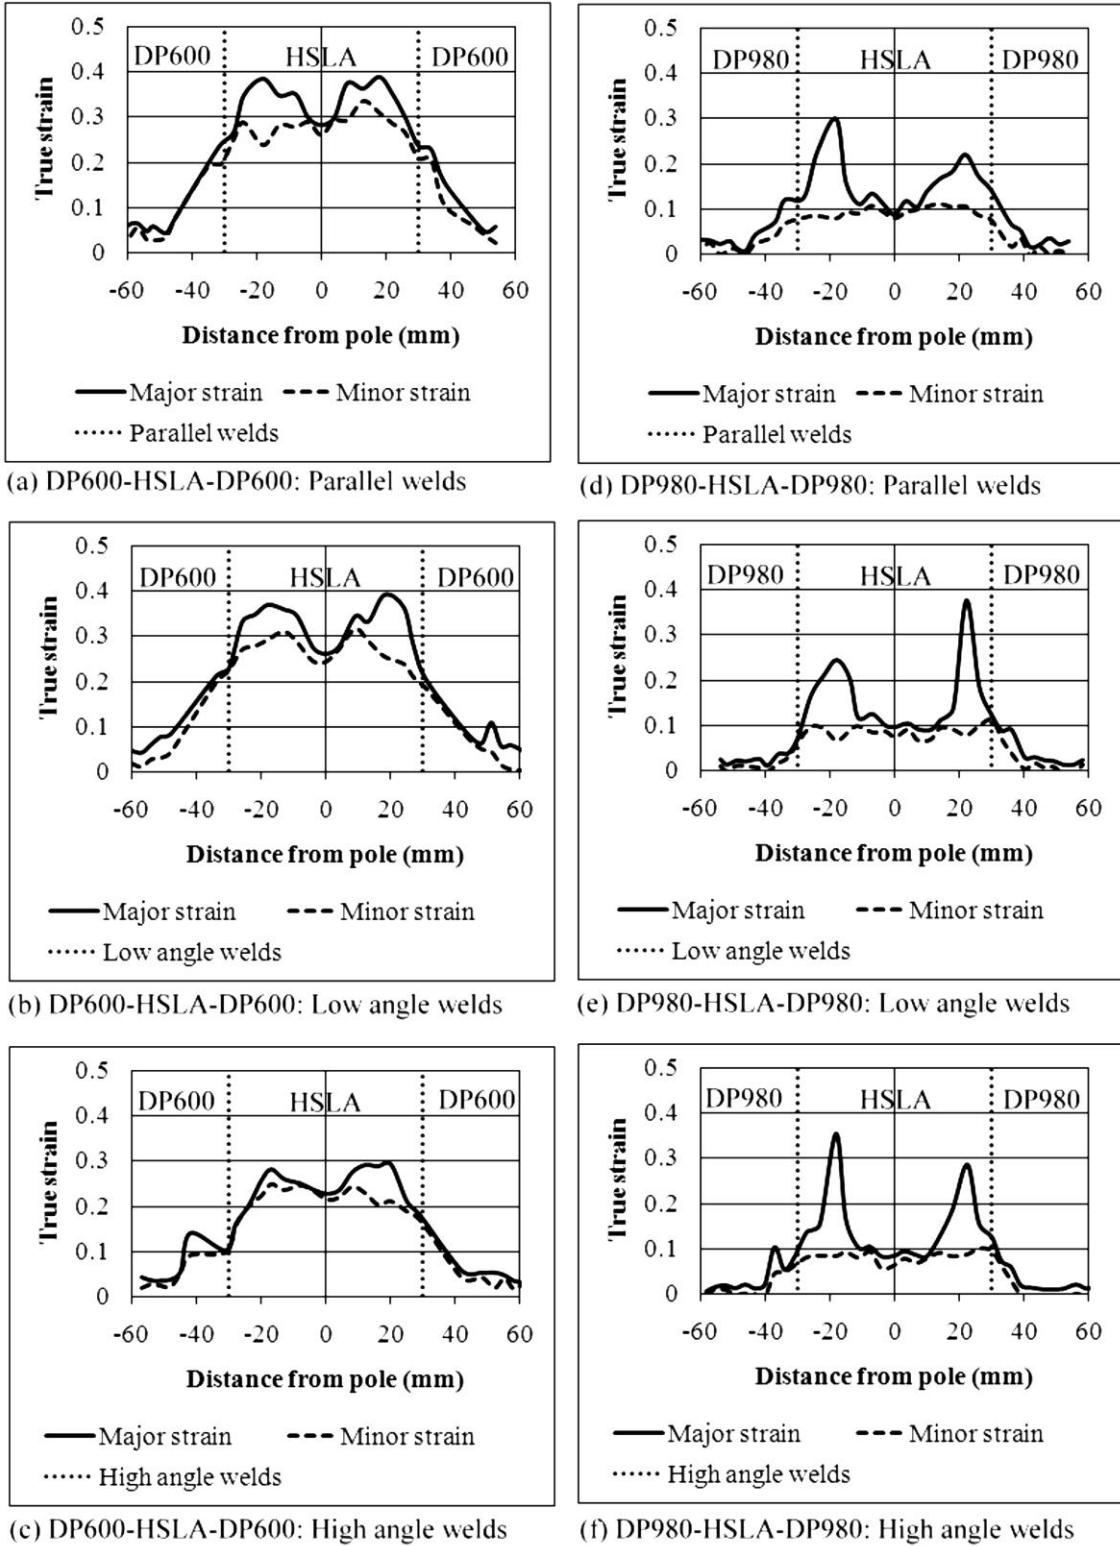 0.5
DP600 HSLA DP600
0.4
0.3
0.2
0.1
0
True strain
-60 -40 -20 0 20 40 60
Distance from pole (mm)
Major strain Minor strain
Parallel welds
(a) DP600-HSLA-DP600: Parallel welds
0.5
DP600 HSLA DP600
0.4
0.3
0.2
0.1
0
True strain
-60 -40 -20 0 20 40 60
Distance from pole (mm)
Major strain Minor strain
Low angle welds
(b) DP600-HSLA-DP600: Low angle welds
0.5
DP600 HSLA DP600
0.4
0.3
0.2
0.1
0
True strain
-60 -40 -20 0 20 40 60
Distance from pole (mm)
Major strain Minor strain
High angle welds
(c) DP600-HSLA-DP600: High angle welds
0.5
DP980 HSLA DP980
0.4
0.3
0.2
0.1
0
True strain
-60 -40 -20 0 20 40 60
Distance from pole (mm)
Major strain Minor strain
Parallel welds
(d) DP980-HSLA-DP980: Parallel welds
0.5
DP980 HSLA DP980
0.4
0.3
0.2
0.1
0
True strain
-60 -40 -20 0 20 40 60
Distance from pole (mm)
Major strain Minor strain
Low angle welds
(e) DP980-HSLA-DP980: Low angle welds
0.5
DP980 HSLA DP980
0.4
0.3
0.2
0.1
0
True strain
-60 -40 -20 0 20 40 60
Distance from pole (mm)
Major strain Minor strain
High angle welds
(f) DP980-HSLA-DP980: High angle welds